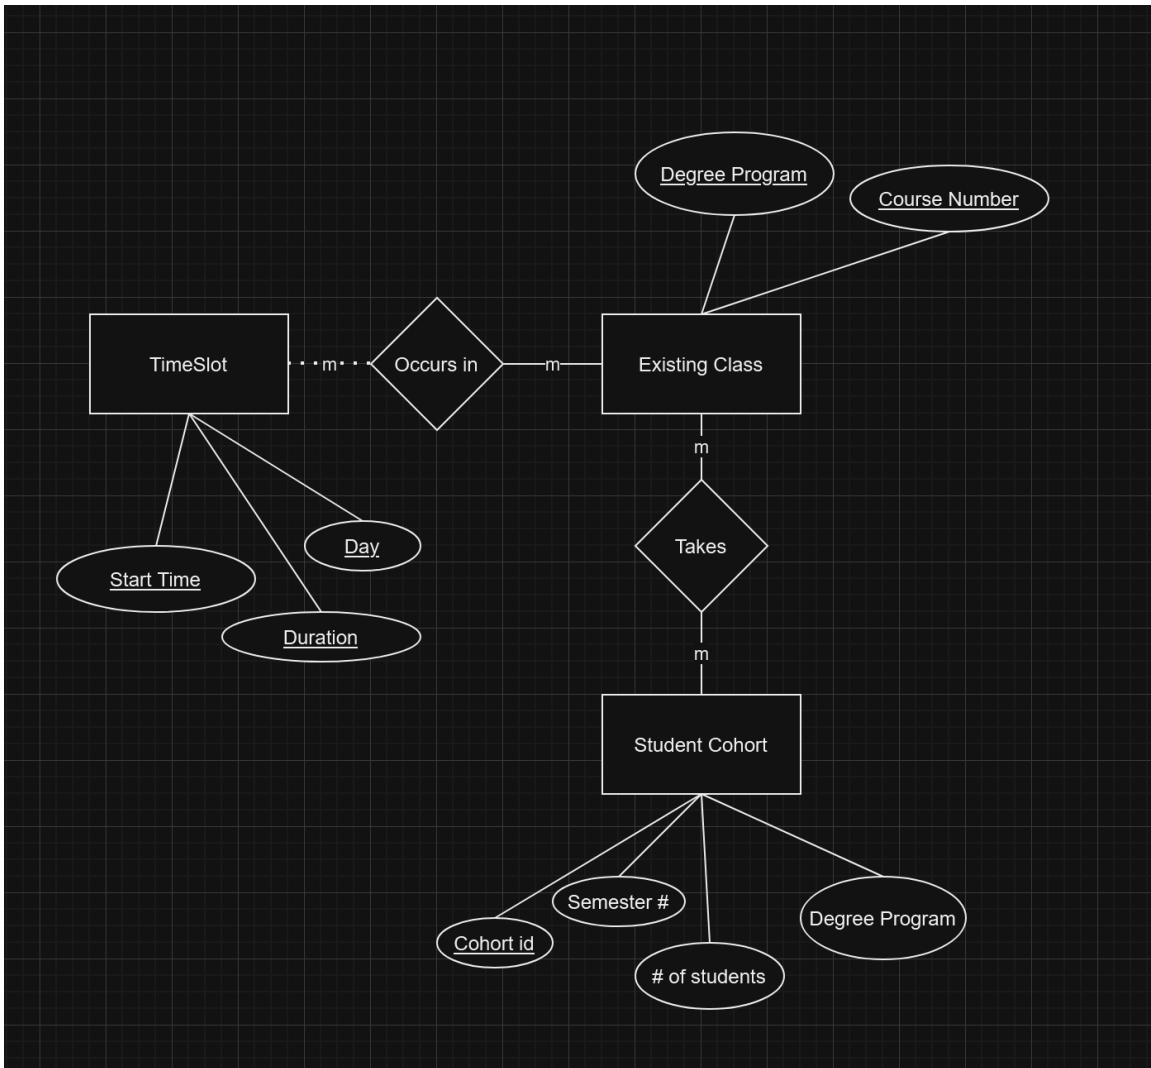 Degree Program
Course Number
TimeSlot
m
Occurs in
m
Existing Class
m
Day
Start Time
Takes
Duration
m
Student Cohort
Semester #
Degree Program
Cohort id
# of students